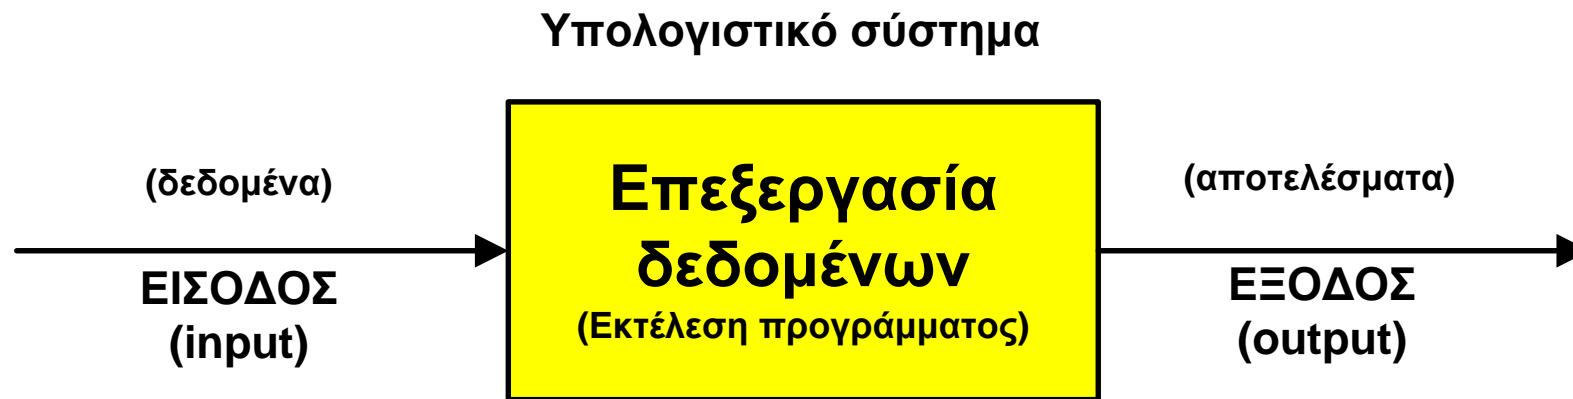 Υπολογιστικό σύστημα
(δεδομένα)
ΕΙΣΟΔΟΣ
(input)
Επεξεργασία
δεδομένων
(Εκτέλεση προγράμματος)
(αποτελέσματα)
ΕΞΟΔΟΣ
(output)